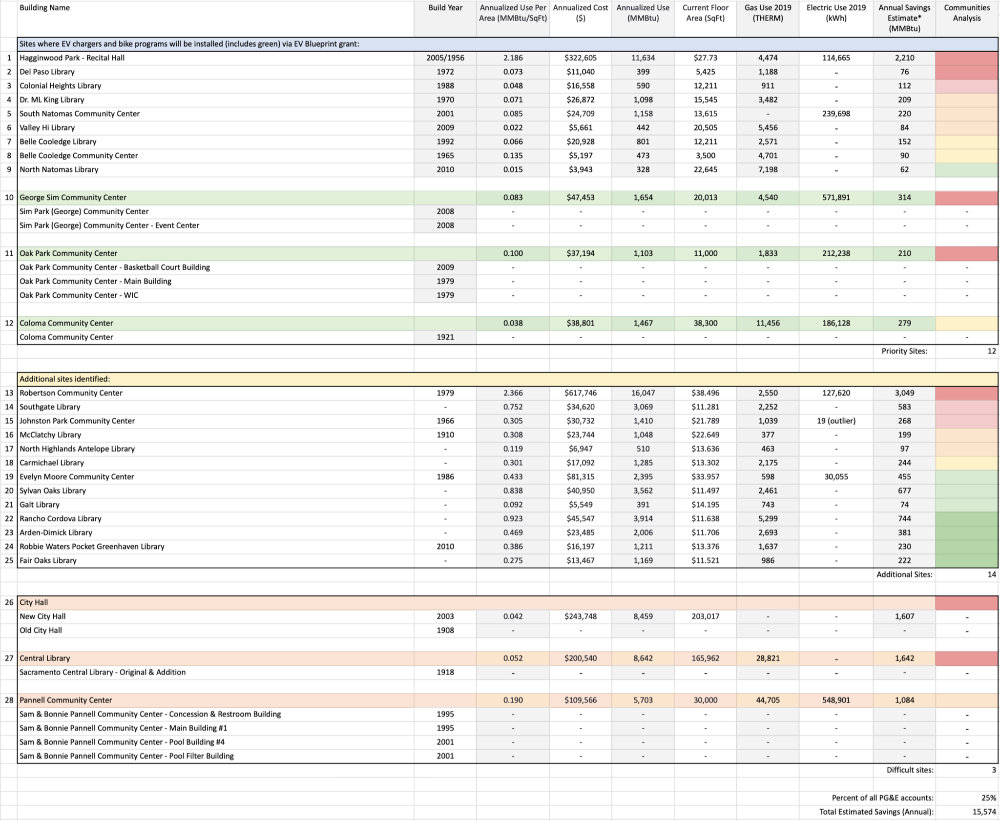 Building Name Build Year Annualized Use Per Area (MMBtu/SqFt) Annualized Cost ($) Annualized Use (MMBtu) Current Floor Area (SqFt) Gas Use 2019 (THERM) Electric Use 2019 (kWh) Annual Savings Estimate* (MMBtu) Communities Analysis
Sites where EV chargers and bike programs will be installed (includes green) via EV Blueprint grant:
1 Hagginwood Park - Recital Hall 2005/1956 2.186 $322,605 11,634 $27.73 4,474 114,665 2,210
2 Del Paso Library 1972 0.073 $11,040 399 5,425 1,188 - 76
3 Colonial Heights Library 1988 0.048 $16,558 590 12,211 911 - 112
4 Dr. ML King Library 1970 0.071 $26,872 1,098 15,545 3,482 - 209
5 South Natomas Community Center 2001 0.085 $24,709 1,158 13,615 - 239,698 220
6 Valley Hi Library 2009 0.022 $5,661 442 20,505 5,456 - 84
7 Belle Cooledge Library 1992 0.066 $20,928 801 12,211 2,571 - 152
8 Belle Cooledge Community Center 1965 0.135 $5,197 473 3,500 4,701 - 90
9 North Natomas Library 2010 0.015 $3,943 328 22,645 7,198 - 62
10 George Sim Community Center 0.083 $47,453 1,654 20,013 4,540 571,891 314
Sim Park (George) Community Center 2008 - - - - - - - -
Sim Park (George) Community Center - Event Center 2008 - - - - - - - -
11 Oak Park Community Center 0.100 $37,194 1,103 11,000 1,833 212,238 210
Oak Park Community Center - Basketball Court Building 2009 - - - - - - - -
Oak Park Community Center - Main Building 1979 - - - - - - - -
Oak Park Community Center - WIC 1979 - - - - - - - -
12 Coloma Community Center 0.038 $38,801 1,467 38,300 11,456 186,128 279
Coloma Community Center 1921 - - - - - - - -
Priority Sites: 12
Additional sites identified:
13 Robertson Community Center 1979 2.366 $617,746 16,047 $38.496 2,550 127,620 3,049
14 Southgate Library - 0.752 $34,620 3,069 $11.281 2,252 - 583
15 Johnston Park Community Center 1966 0.305 $30,732 1,410 $21.789 1,039 19 (outlier) 268
16 McClatchy Library 1910 0.308 $23,744 1,048 $22.649 377 - 199
17 North Highlands Antelope Library - 0.119 $6,947 510 $13.636 463 - 97
18 Carmichael Library - 0.301 $17,092 1,285 $13.302 2,175 - 244
19 Evelyn Moore Community Center 1986 0.433 $81,315 2,395 $33.957 598 30,055 455
20 Sylvan Oaks Library - 0.838 $40,950 3,562 $11.497 2,461 - 677
21 Galt Library - 0.092 $5,549 391 $14.195 743 - 74
22 Rancho Cordova Library - 0.923 $45,547 3,914 $11.638 5,299 - 744
23 Arden-Dimick Library - 0.469 $23,485 2,006 $11.706 2,693 - 381
24 Robbie Waters Pocket Greenhaven Library 2010 0.386 $16,197 1,211 $13.376 1,637 - 230
25 Fair Oaks Library - 0.275 $13,467 1,169 $11.521 986 - 222
Additional Sites: 14
26 City Hall
New City Hall 2003 0.042 $243,748 8,459 203,017 - - 1,607 -
Old City Hall 1908 - - - - - - - -
27 Central Library 0.052 $200,540 8,642 165,962 28,821 - 1,642
Sacramento Central Library - Original & Addition 1918 - - - - - - - -
28 Pannell Community Center 0.190 $109,566 5,703 30,000 44,705 548,901 1,084
Sam & Bonnie Pannell Community Center - Concession & Restroom Building 1995 - - - - - - - -
Sam & Bonnie Pannell Community Center - Main Building #1 1995 - - - - - - - -
Sam & Bonnie Pannell Community Center - Pool Building #4 2001 - - - - - - - -
Sam & Bonnie Pannell Community Center - Pool Filter Building 2001 - - - - - - - -
Difficult sites: 3
Percent of all PG&E accounts: 25%
Total Estimated Savings (Annual): 15,574